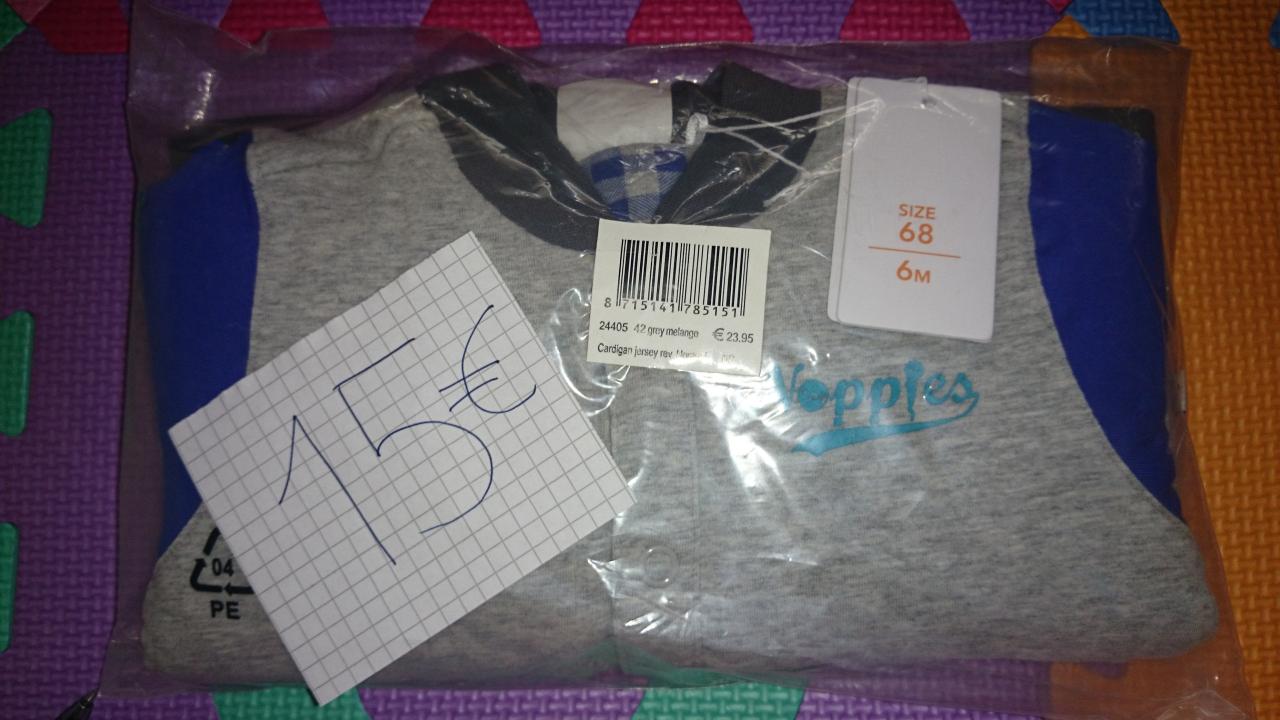 SIZE
68
6M
8 715141 785151
24405 42 grey melange € 23.95
Cardigan jersey rev.
Noppies
15€
04
PE